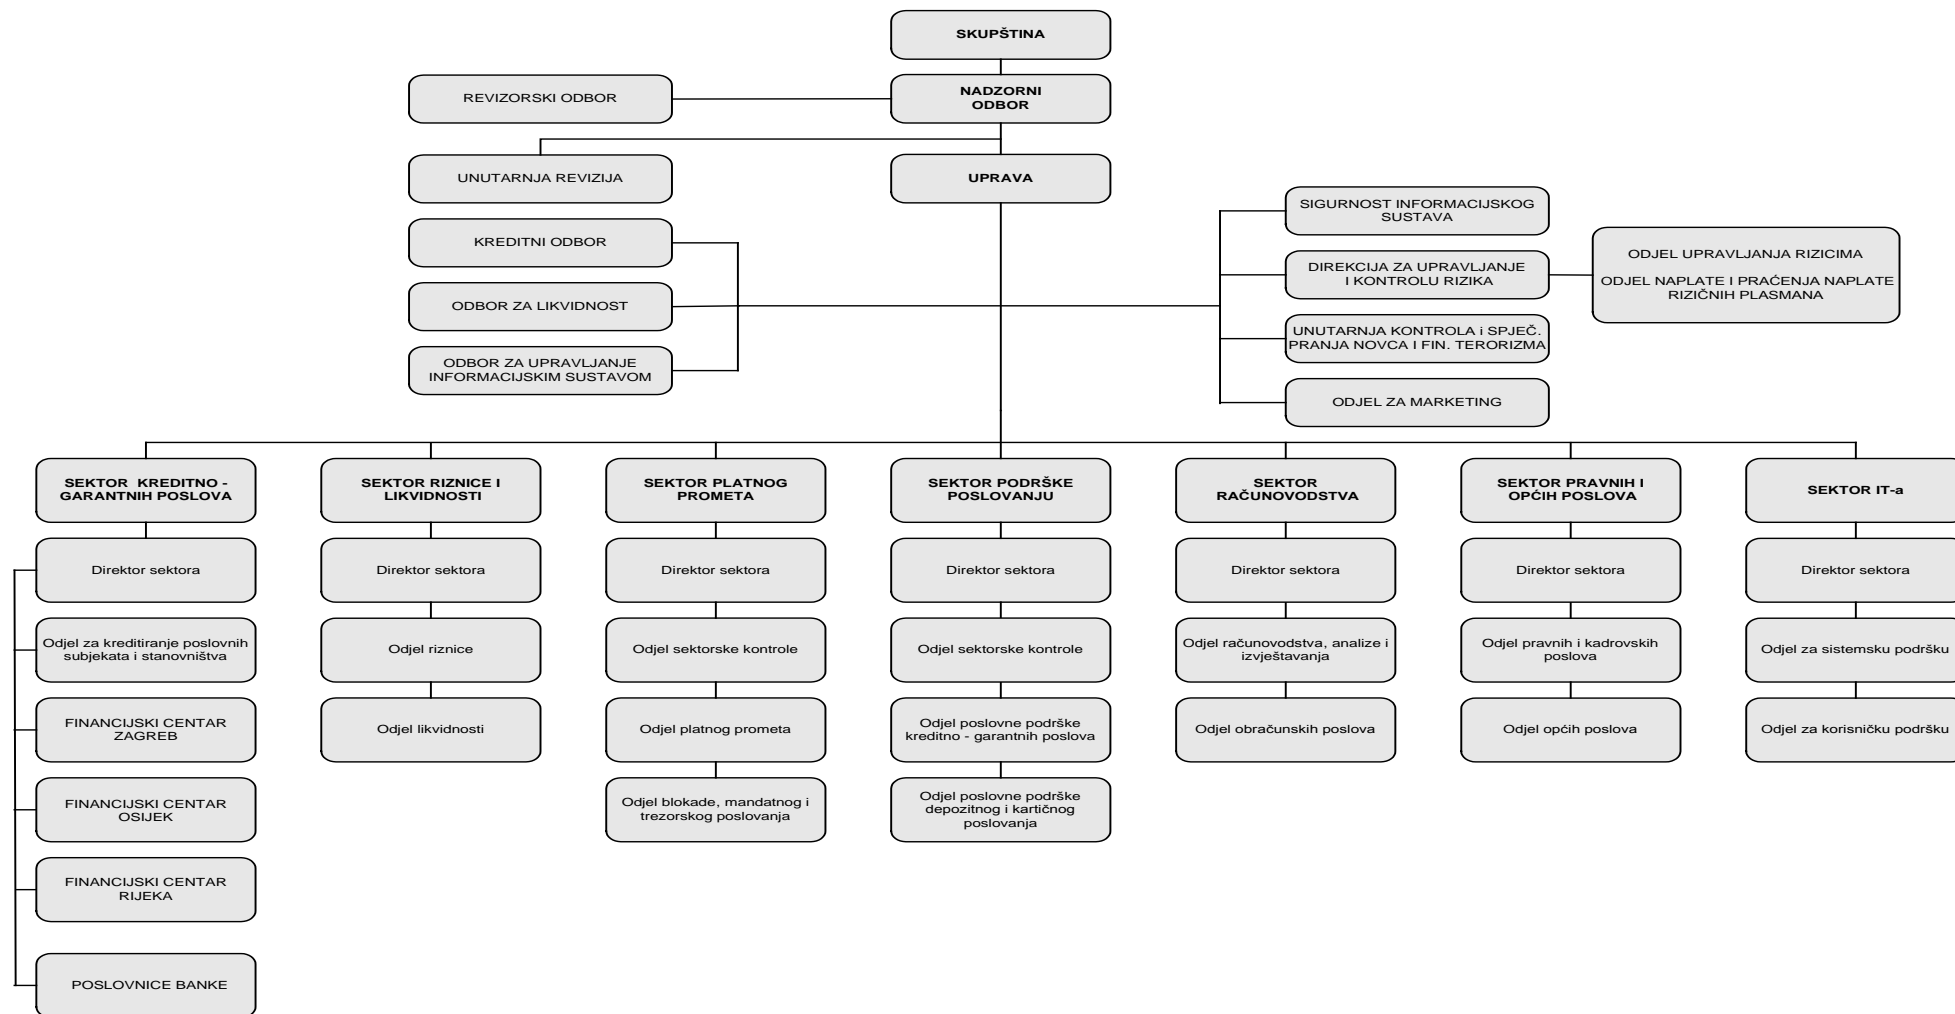 SKUPŠTINA
REVIZORSKI ODBOR
NADZORNI
ODBOR
UNUTARNJA REVIZIJA
UPRAVA
KREDITNI ODBOR
ODBOR ZA LIKVIDNOST
ODBOR ZA UPRAVLJANJE
INFORMACIJSKIM SUSTAVOM
SIGURNOST INFORMACIJSKOG
SUSTAVA
DIREKCIJA ZA UPRAVLJANJE
I KONTROLU RIZIKA
ODJEL UPRAVLJANJA RIZICIMA
ODJEL NAPLATE I PRAĆENJA NAPLATE
RIZIČNIH PLASMANA
UNUTARNJA KONTROLA i SPJEČ.
PRANJA NOVCA I FIN. TERORIZMA
ODJEL ZA MARKETING
SEKTOR KREDITNO -
GARANTNIH POSLOVA
Direktor sektora
Odjel za kreditiranje poslovnih
subjekata i stanovništva
FINANCIJSKI CENTAR
ZAGREB
FINANCIJSKI CENTAR
OSIJEK
FINANCIJSKI CENTAR
RIJEKA
POSLOVNICE BANKE
SEKTOR RIZNICE I
LIKVIDNOSTI
Direktor sektora
Odjel riznice
Odjel likvidnosti
SEKTOR PLATNOG
PROMETA
Direktor sektora
Odjel sektorske kontrole
Odjel platnog prometa
Odjel blokade, mandatnog i
trezorskog poslovanja
SEKTOR PODRŠKE
POSLOVANJU
Direktor sektora
Odjel sektorske kontrole
Odjel poslovne podrške
kreditno - garantnih poslova
Odjel poslovne podrške
depozitnog i kartičnog
poslovanja
SEKTOR
RAČUNOVODSTVA
Direktor sektora
Odjel računovodstva, analize i
izvještavanja
Odjel obračunskih poslova
SEKTOR PRAVNIH I
OPĆIH POSLOVA
Direktor sektora
Odjel pravnih i kadrovskih
poslova
Odjel općih poslova
SEKTOR IT-a
Direktor sektora
Odjel za sistemsku podršku
Odjel za korisničku podršku